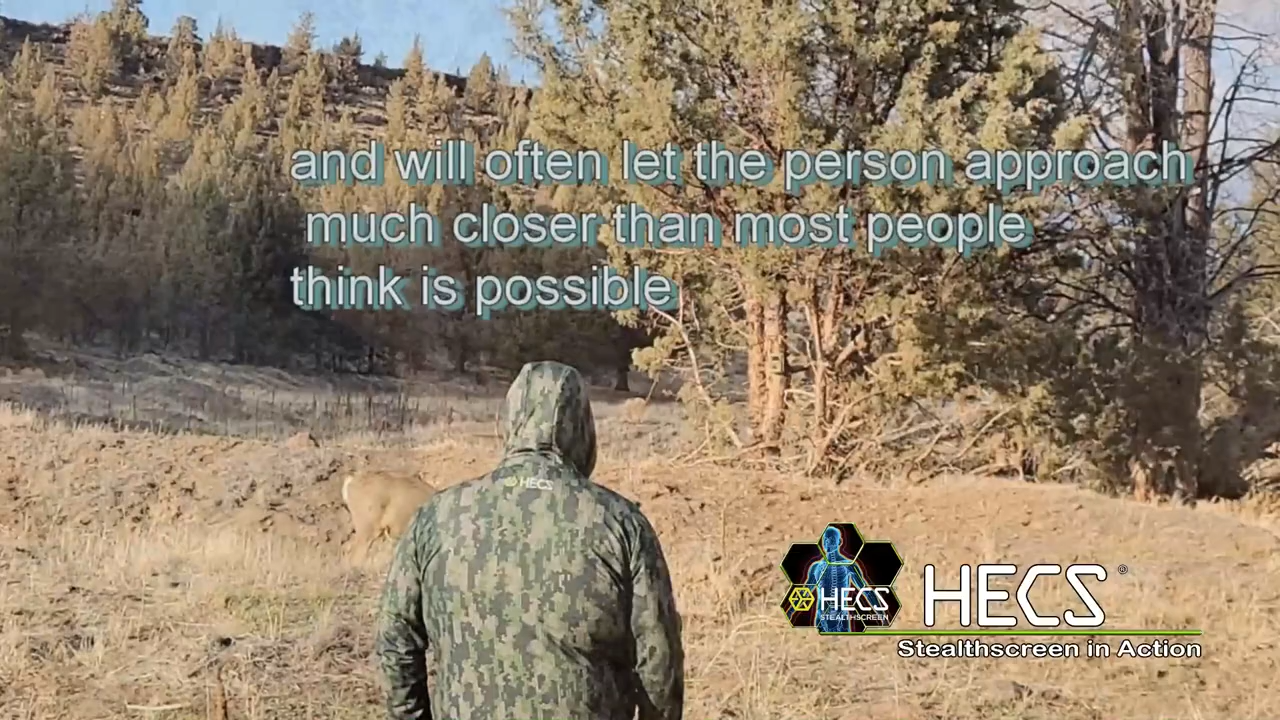 and will often let the person approach
much closer than most people
think is possible
HECS
HECS
STEALTHSCREEN
HECS®
Stealthscreen in Action